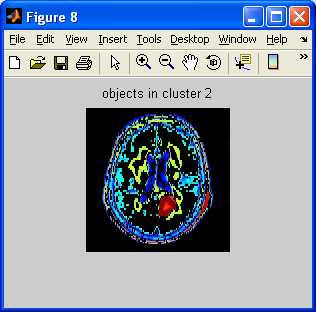 Figure 8
File Edit View Insert Tools Desktop Window Help
objects in cluster 2